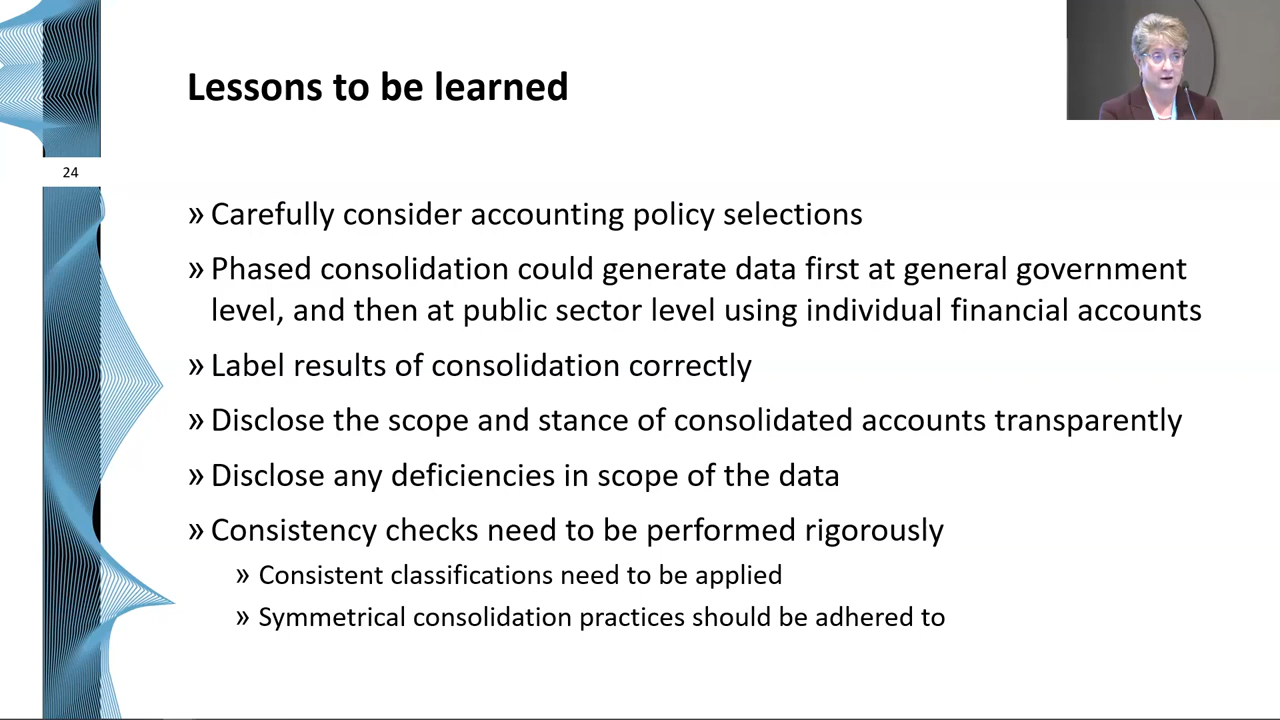 Lessons to be learned
24
» Carefully consider accounting policy selections
» Phased consolidation could generate data first at general government
level, and then at public sector level using individual financial accounts
» Label results of consolidation correctly
» Disclose the scope and stance of consolidated accounts transparently
» Disclose any deficiencies in scope of the data
» Consistency checks need to be performed rigorously
» Consistent classifications need to be applied
» Symmetrical consolidation practices should be adhered to